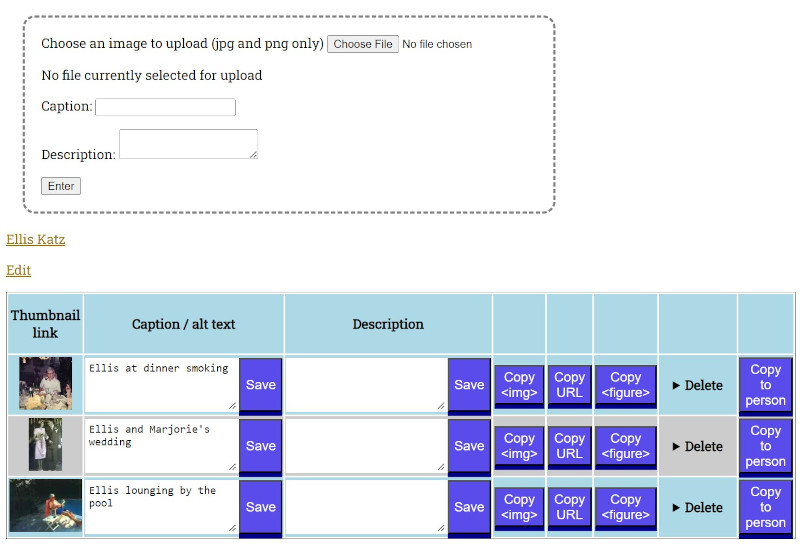 Choose an image to upload (jpg and png only) Choose File No file chosen
No file currently selected for upload
Caption:
Description:
Enter
Ellis Katz
Edit
Thumbnail link Caption / alt text Description
Ellis at dinner smoking Save Save Copy <img> Copy URL Copy <figure> ▶ Delete Copy to person
Ellis and Marjorie's wedding Save Save Copy <img> Copy URL Copy <figure> ▶ Delete Copy to person
Ellis lounging by the pool Save Save Copy <img> Copy URL Copy <figure> ▶ Delete Copy to person